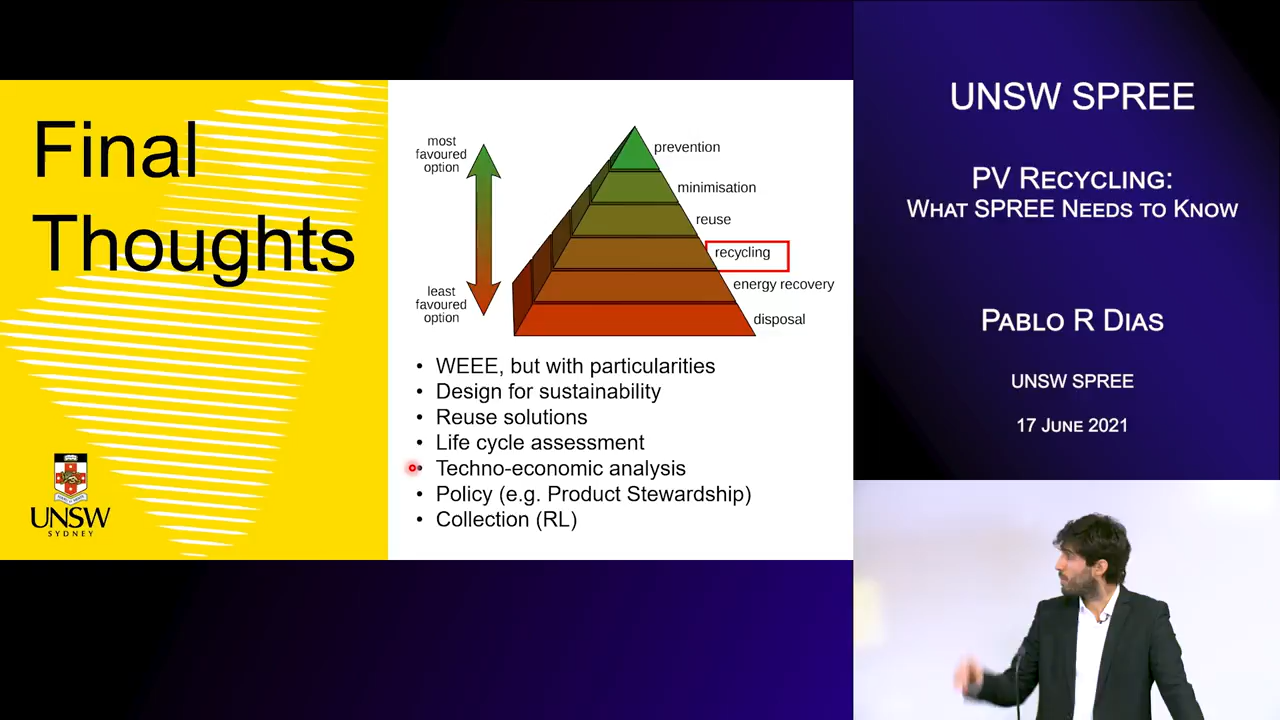 Final
Thoughts
most
favoured
option
least
favoured
option
prevention
minimisation
reuse
recycling
energy recovery
disposal
• WEEE, but with particularities
• Design for sustainability
• Reuse solutions
• Life cycle assessment
• Techno-economic analysis
• Policy (e.g. Product Stewardship)
• Collection (RL)
UNSW
SYDNEY
UNSW SPREE
PV Recycling:
What SPREE Needs to Know
Pablo R Dias
UNSW SPREE
17 June 2021